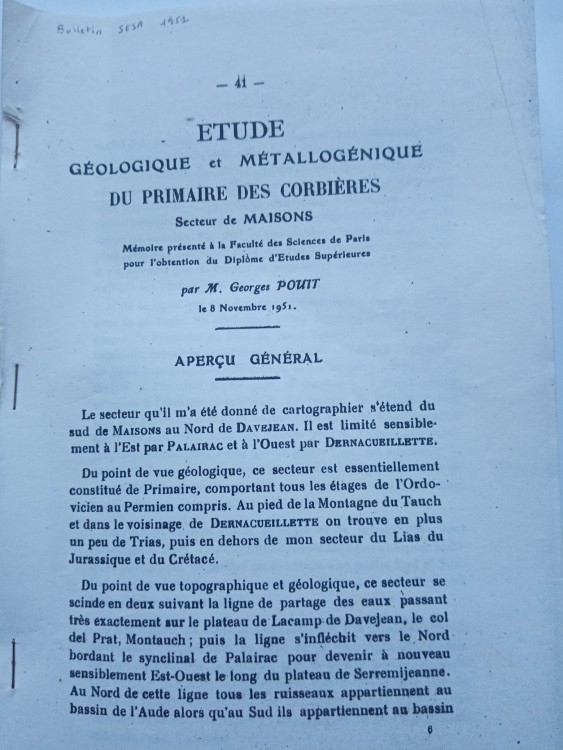 Bulletin SESA 1951
— 41 —
ETUDE
GÉOLOGIQUE et MÉTALLOGÉNIQUE
DU PRIMAIRE DES CORBIÈRES
Secteur de MAISONS
Mémoire présenté à la Faculté des Sciences de Paris
pour l'obtention du Diplôme d'Etudes Supérieures
par M. Georges POUIT
le 8 Novembre 1951.
APERÇU GÉNÉRAL
Le secteur qu'il m'a été donné de cartographier s'étend du
sud de MAISONS au Nord de DAVEJEAN. Il est limité sensible-
ment à l'Est par PALAIRAC et à l'Ouest par DERNACUEILLETTE.
Du point de vue géologique, ce secteur est essentiellement
constitué de Primaire, comportant tous les étages de l'Ordo-
vicien au Permien compris. Au pied de la Montagne du Tauch
et dans le voisinage de DERNACUEILLETTE on trouve en plus
un peu de Trias, puis en dehors de mon secteur du Lias du
Jurassique et du Crétacé.
Du point de vue topographique et géologique, ce secteur se
scinde en deux suivant la ligne de partage des eaux passant
très exactement sur le plateau de Lacamp de Davejean, le col
del Prat, Montauch ; puis la ligne s'infléchit vers le Nord
bordant le synclinal de Palairac pour devenir à nouveau
sensiblement Est-Ouest le long du plateau de Serremijeanne.
Au Nord de cette ligne tous les ruisseaux appartiennent au
bassin de l'Aude alors qu'au Sud ils appartiennent au bassin
6